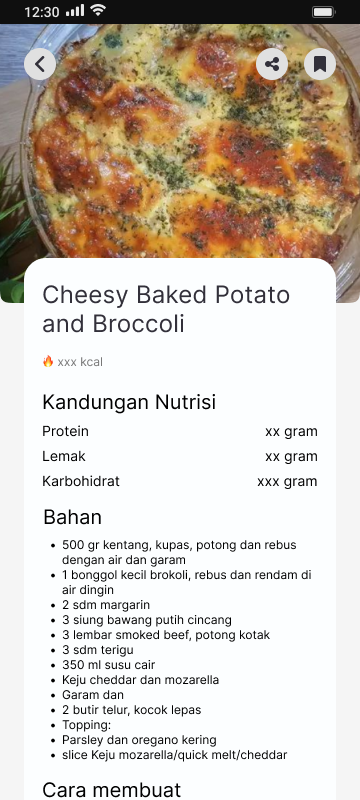 12:30
Cheesy Baked Potato
and Broccoli
🔥 xxx kcal
Kandungan Nutrisi
Protein xx gram
Lemak xx gram
Karbohidrat xxx gram
Bahan
• 500 gr kentang, kupas, potong dan rebus
dengan air dan garam
• 1 bonggol kecil brokoli, rebus dan rendam di
air dingin
• 2 sdm margarin
• 3 siung bawang putih cincang
• 3 lembar smoked beef, potong kotak
• 3 sdm terigu
• 350 ml susu cair
• Keju cheddar dan mozarella
• Garam dan
• 2 butir telur, kocok lepas
• Topping:
• Parsley dan oregano kering
• slice Keju mozarella/quick melt/cheddar
Cara membuat